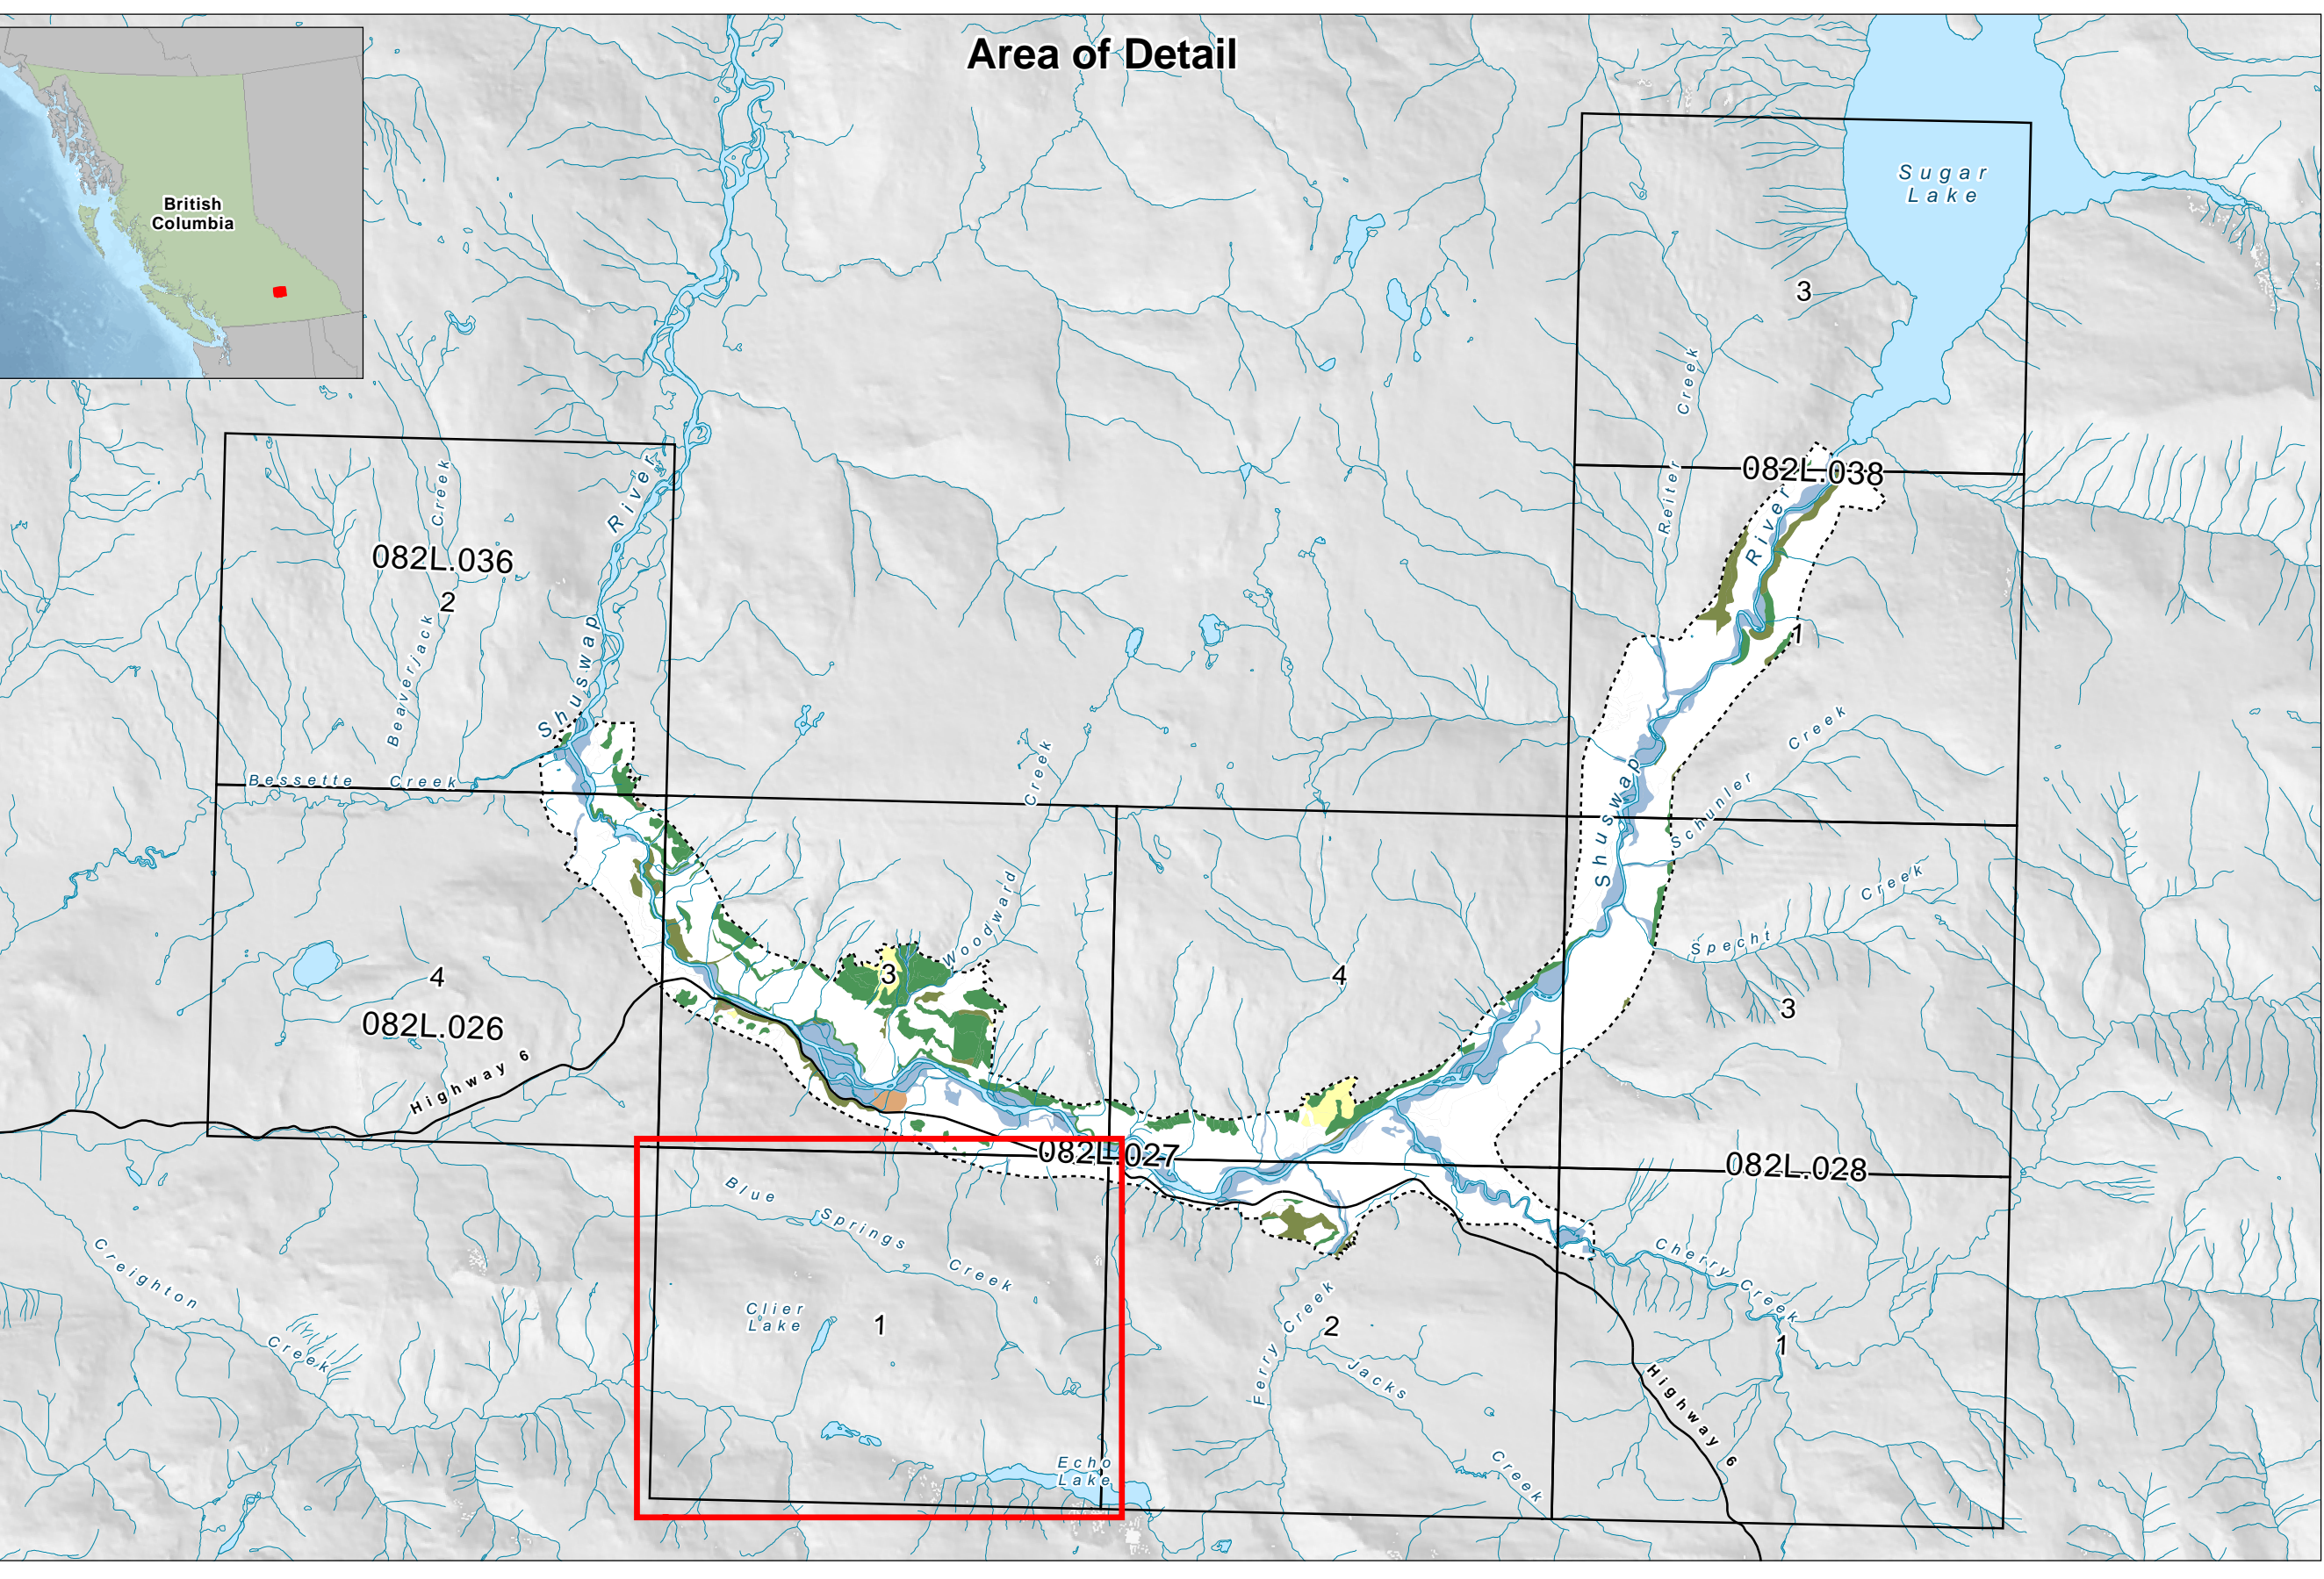 Area of Detail
British
Columbia
Sugar
Lake
3
Reiter Creek
082L.038
Shuswap River
082L.036
2
Beaverjack Creek
River
1
Shuswap
Bessette Creek
Schunler Creek
Woodward Creek
Shuswap
Specht Creek
4
3
4
3
082L.026
Highway 6
082L.027
082L.028
Blue Springs Creek
Creighton Creek
Cherry Creek
Clier
Lake
1
Ferry Creek
2
1
Jacks Creek
Highway 6
Echo
Lake